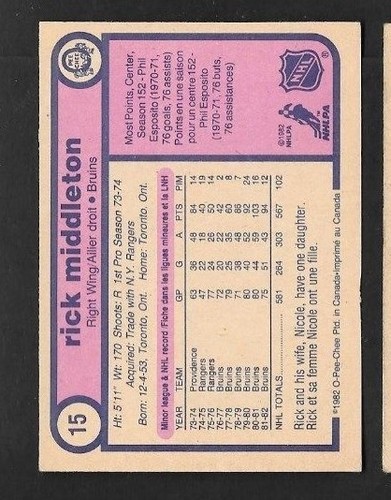 15
rick middleton
Right Wing/Ailier droit • Bruins
O PEE CHEE
Ht: 5'11" Wt: 170 Shoots: R 1st Pro Season 73-74
Acquired: Trade with N.Y. Rangers
Born: 12-4-53, Toronto, Ont. Home: Toronto, Ont.
Minor league & NHL record/Fiche dans les ligues mineures et la LNH
YEAR TEAM GP G A PTS PIM
73-74 Providence 63 36 48 84 14
74-75 Rangers 47 22 18 40 19
75-76 Rangers 77 24 26 50 14
76-77 Bruins 72 20 22 42 2
77-78 Bruins 79 25 35 60 8
78-79 Bruins 71 38 48 86 7
79-80 Bruins 80 40 52 92 24
80-81 Bruins 80 44 59 103 16
81-82 Bruins 75 51 43 94 12
NHL TOTALS........ 581 264 303 567 102
Rick and his wife, Nicole, have one daughter.
Rick et sa femme Nicole ont une fille.
©1982 O-Pee-Chee Ptd. in Canada-Imprimé au Canada
Most Points, Center,
Season 152 - Phil
Esposito (1970-71,
76 goals, 76 assists)
Points en une saison
pour un centre 152 -
Phil Esposito
(1970-71, 76 buts,
76 assistances)
NHL
®
©1982
NHLPA
NHLPA